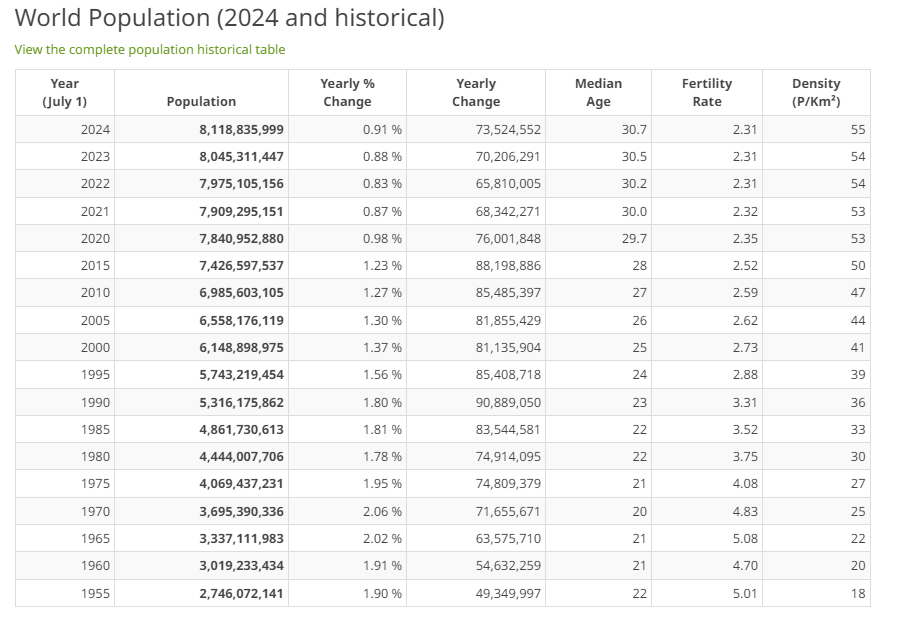 World Population (2024 and historical)
View the complete population historical table
Year (July 1) Population Yearly % Change Yearly Change Median Age Fertility Rate Density (P/Km²)
2024 8,118,835,999 0.91 % 73,524,552 30.7 2.31 55
2023 8,045,311,447 0.88 % 70,206,291 30.5 2.31 54
2022 7,975,105,156 0.83 % 65,810,005 30.2 2.31 54
2021 7,909,295,151 0.87 % 68,342,271 30.0 2.32 53
2020 7,840,952,880 0.98 % 76,001,848 29.7 2.35 53
2015 7,426,597,537 1.23 % 88,198,886 28 2.52 50
2010 6,985,603,105 1.27 % 85,485,397 27 2.59 47
2005 6,558,176,119 1.30 % 81,855,429 26 2.62 44
2000 6,148,898,975 1.37 % 81,135,904 25 2.73 41
1995 5,743,219,454 1.56 % 85,408,718 24 2.88 39
1990 5,316,175,862 1.80 % 90,889,050 23 3.31 36
1985 4,861,730,613 1.81 % 83,544,581 22 3.52 33
1980 4,444,007,706 1.78 % 74,914,095 22 3.75 30
1975 4,069,437,231 1.95 % 74,809,379 21 4.08 27
1970 3,695,390,336 2.06 % 71,655,671 20 4.83 25
1965 3,337,111,983 2.02 % 63,575,710 21 5.08 22
1960 3,019,233,434 1.91 % 54,632,259 21 4.70 20
1955 2,746,072,141 1.90 % 49,349,997 22 5.01 18